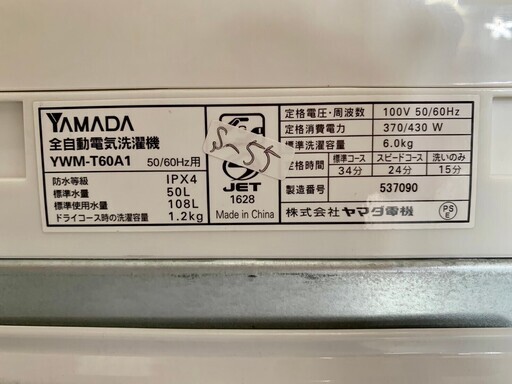 YAMADA
全自動電気洗濯機
YWM-T60A1 50/60Hz用
防水等級 IPX4
標準水量 50L
標準使用水量 108L
ドライコース時の洗濯容量 1.2kg
JET
1628
Made in China
定格電圧・周波数 100V 50/60Hz
定格消費電力 370/430 W
標準洗濯・脱水容量 6.0kg
定格時間 標準コース スピードコース 洗いのみ
34分 24分 15分
製造番号 537090
株式会社ヤマダ電機
PS
E